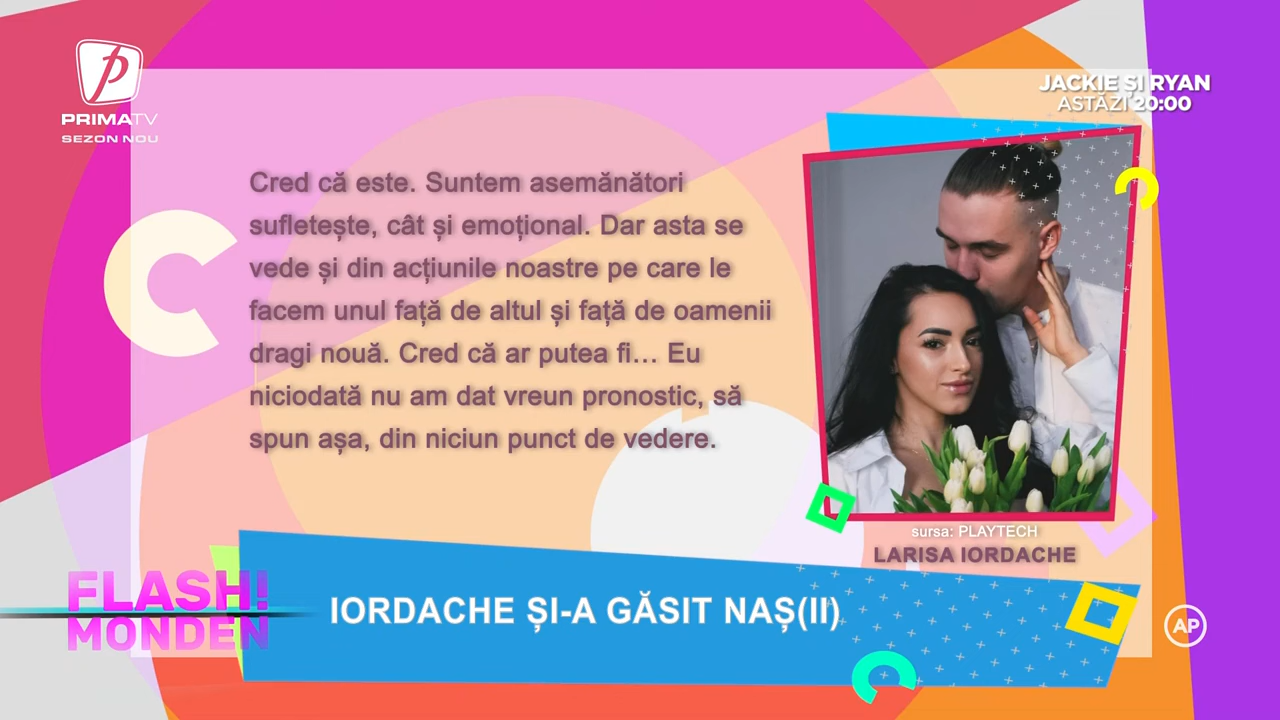 PRIMATV
SEZON NOU
JACKIE ȘI RYAN
ASTĂZI 20:00
Cred că este. Suntem asemănători
sufletește, cât și emoțional. Dar asta se
vede și din acțiunile noastre pe care le
facem unul față de altul și față de oamenii
dragi nouă. Cred că ar putea fi… Eu
niciodată nu am dat vreun pronostic, să
spun așa, din niciun punct de vedere.
sursa: PLAYTECH
LARISA IORDACHE
FLASH!
MONDEN
IORDACHE ȘI-A GĂSIT NAȘ(II)
AP